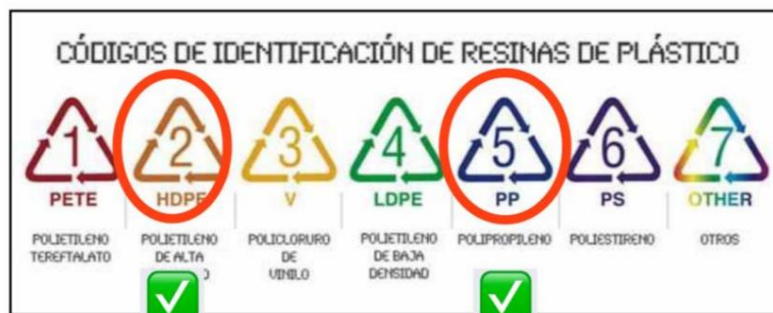 CÓDIGOS DE IDENTIFICACIÓN DE RESINAS DE PLÁSTICO
1 2 3 4 5 6 7
PETE HDPE V LDPE PP PS OTHER
POLIETILENO TEREFTALATO
POLIETILENO DE ALTA
POLICLORURO DE VINILO
POLIETILENO DE BAJA DENSIDAD
POLIPROPILENO
POLIESTIRENO
OTROS